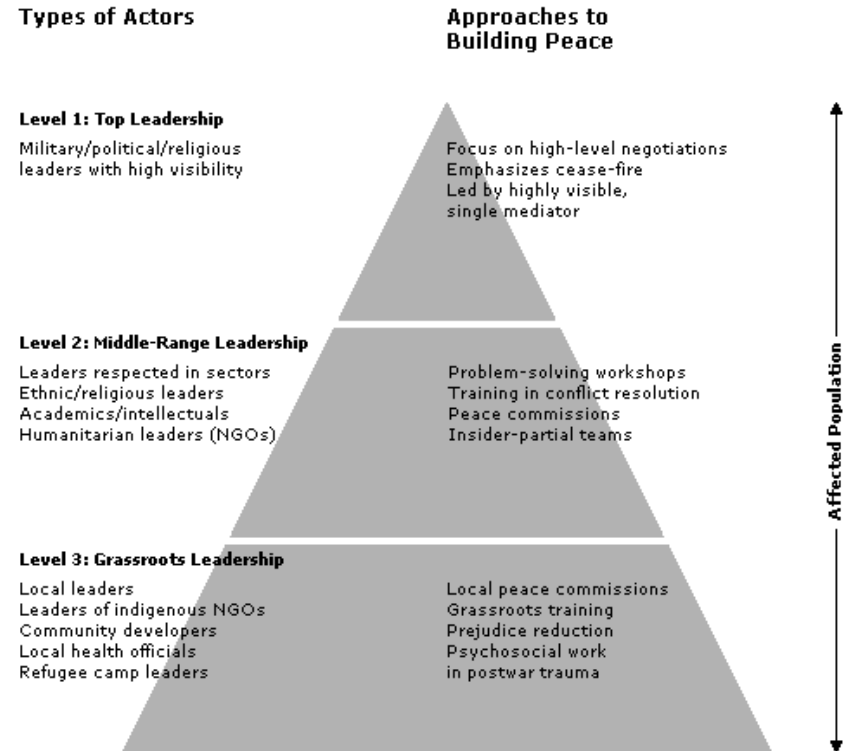 Types of Actors
Approaches to
Building Peace
Level 1: Top Leadership
Military/political/religious
leaders with high visibility
Focus on high-level negotiations
Emphasizes cease-fire
Led by highly visible,
single mediator
Level 2: Middle-Range Leadership
Leaders respected in sectors
Ethnic/religious leaders
Academics/intellectuals
Humanitarian leaders (NGOs)
Problem-solving workshops
Training in conflict resolution
Peace commissions
Insider-partial teams
Level 3: Grassroots Leadership
Local leaders
Leaders of indigenous NGOs
Community developers
Local health officials
Refugee camp leaders
Local peace commissions
Grassroots training
Prejudice reduction
Psychosocial work
in postwar trauma
Affected Population